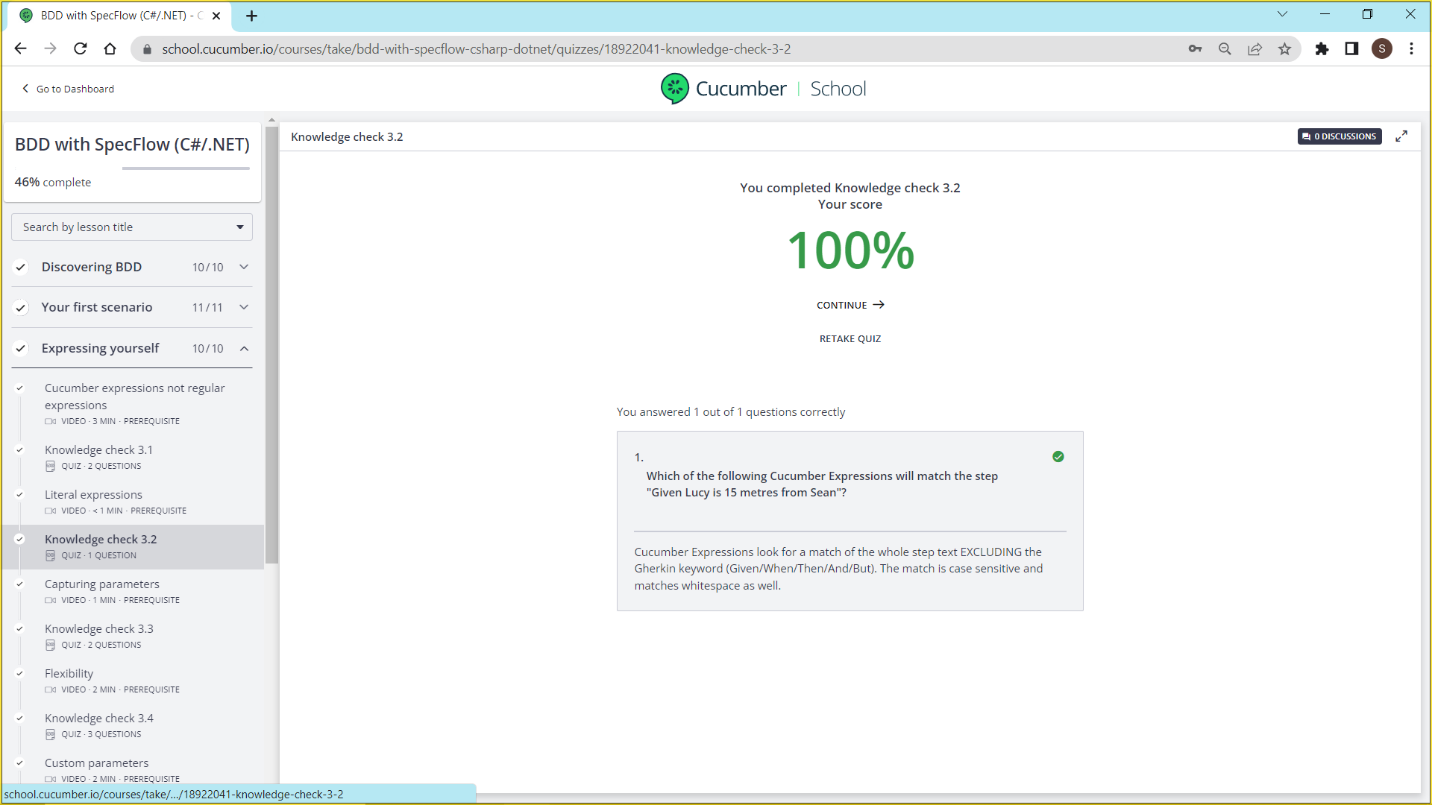 BDD with SpecFlow (C#/.NET) - C
school.cucumber.io/courses/take/bdd-with-specflow-csharp-dotnet/quizzes/18922041-knowledge-check-3-2
S
Go to Dashboard
Cucumber | School
BDD with SpecFlow (C#/.NET)
46% complete
Search by lesson title
Discovering BDD 10 / 10
Your first scenario 11 / 11
Expressing yourself 10 / 10
Cucumber expressions not regular
expressions
VIDEO · 3 MIN · PREREQUISITE
Knowledge check 3.1
QUIZ · 2 QUESTIONS
Literal expressions
VIDEO · < 1 MIN · PREREQUISITE
Knowledge check 3.2
QUIZ · 1 QUESTION
Capturing parameters
VIDEO · 1 MIN · PREREQUISITE
Knowledge check 3.3
QUIZ · 2 QUESTIONS
Flexibility
VIDEO · 2 MIN · PREREQUISITE
Knowledge check 3.4
QUIZ · 3 QUESTIONS
Custom parameters
VIDEO · 2 MIN · PREREQUISITE
Knowledge check 3.2
0 DISCUSSIONS
You completed Knowledge check 3.2
Your score
100%
CONTINUE →
RETAKE QUIZ
You answered 1 out of 1 questions correctly
1.
Which of the following Cucumber Expressions will match the step
"Given Lucy is 15 metres from Sean"?
Cucumber Expressions look for a match of the whole step text EXCLUDING the
Gherkin keyword (Given/When/Then/And/But). The match is case sensitive and
matches whitespace as well.
school.cucumber.io/courses/take/.../18922041-knowledge-check-3-2